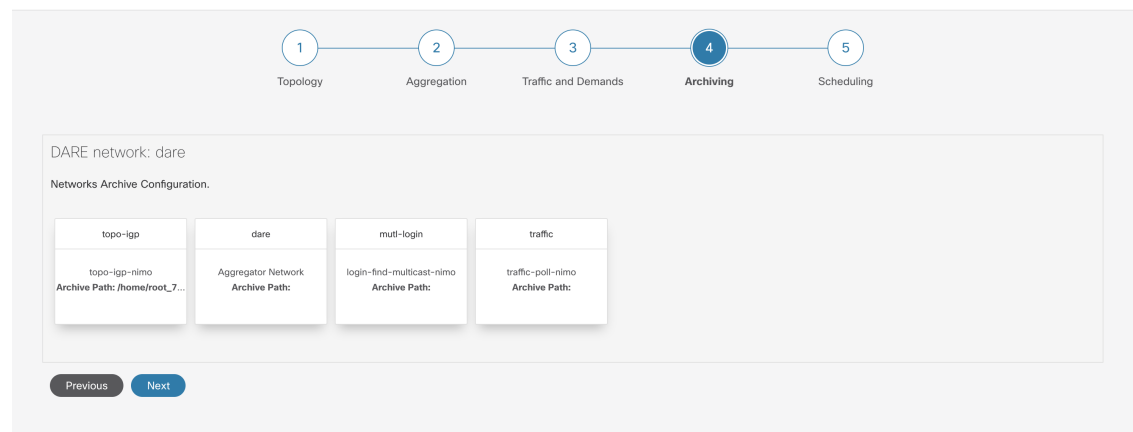 1
2
3
4
5
Topology
Aggregation
Traffic and Demands
Archiving
Scheduling
DARE network: dare
Networks Archive Configuration.
topo-igp
dare
mutl-login
traffic
topo-igp-nimo
Archive Path: /home/root_7...
Aggregator Network
Archive Path:
login-find-multicast-nimo
Archive Path:
traffic-poll-nimo
Archive Path:
Previous
Next